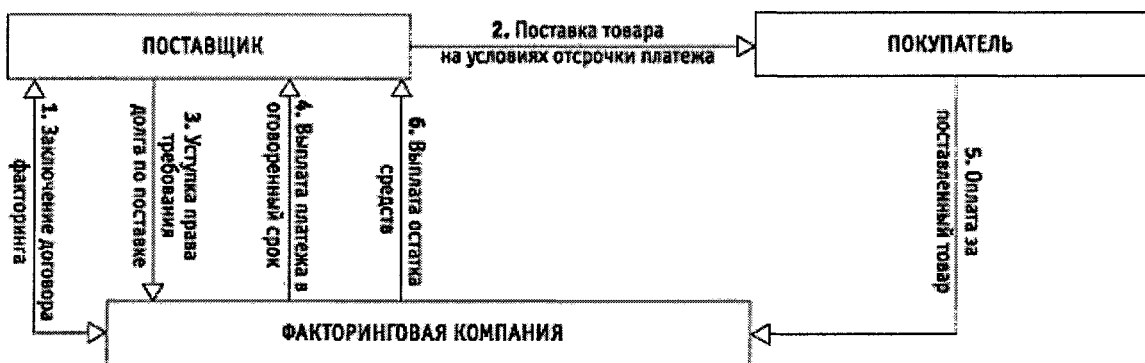 ПОСТАВЩИК
2. Поставка товара
на условиях отсрочки платежа
ПОКУПАТЕЛЬ
1. Заключение договора
факторинга
3. Уступка права
требования
долга по поставке
4. Выплата платежа в
оговоренный срок
6. Выплата остатка
средств
5. Оплата за
поставленный товар
ФАКТОРИНГОВАЯ КОМПАНИЯ